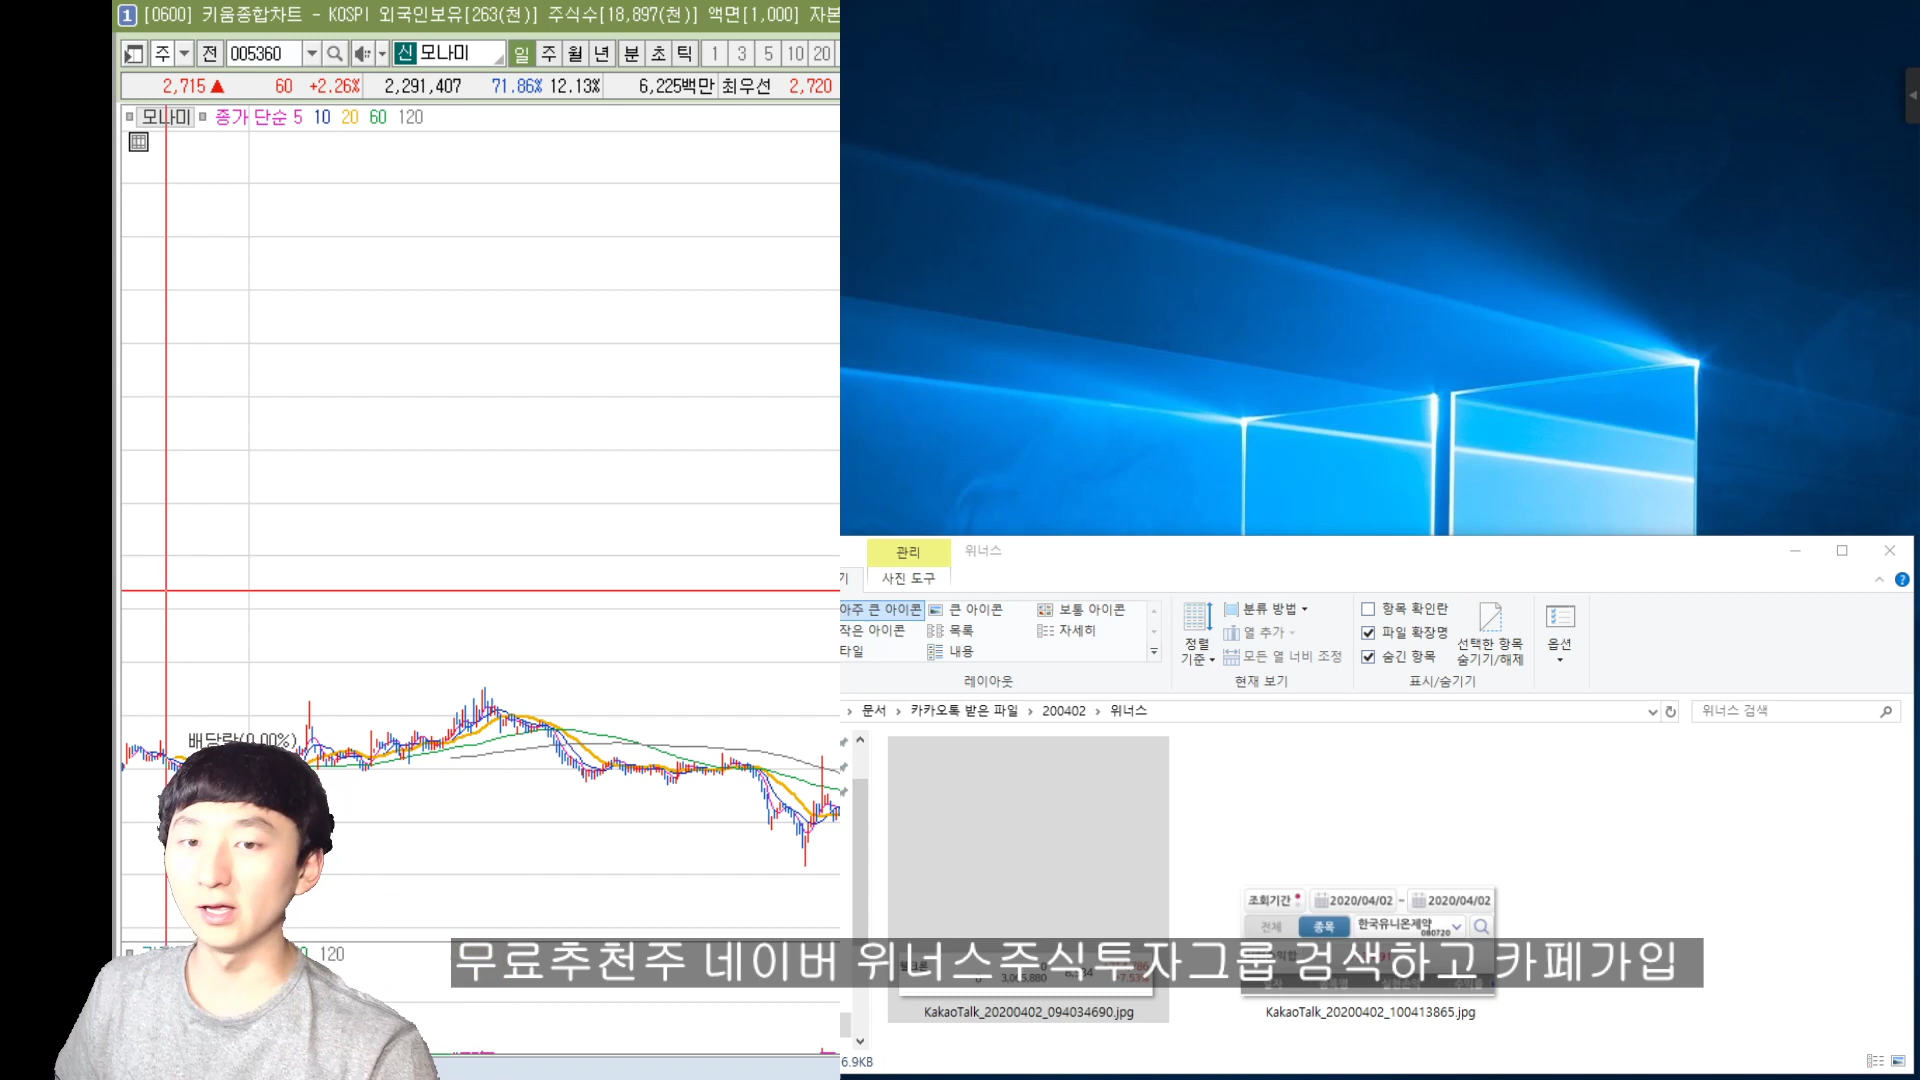 1 [0600] 키움종합차트 - KOSPI 외국인보유[263(천)] 주식수[18,897(천)] 액면[1,000] 자본
주 전 005360 신 모나미 일 주 월 년 분 초 틱 1 3 5 10 20
2,715 ▲ 60 +2.26% 2,291,407 71.86% 12.13% 6,225백만 최우선 2,720
모나미 종가 단순 5 10 20 60 120
배당락(0.00%)
120
관리 위너스
기 사진 도구
아주 큰 아이콘 큰 아이콘 보통 아이콘
작은 아이콘 목록 자세히
타일 내용
레이아웃
정렬 기준
분류 방법
열 추가
모든 열 너비 조정
현재 보기
항목 확인란
파일 확장명
숨긴 항목
선택한 항목
숨기기/해제
표시/숨기기
옵션
› 문서 › 카카오톡 받은 파일 › 200402 › 위너스
위너스 검색
조회기간 2020/04/02 ~ 2020/04/02
전체 종목 한국유니온제약
080720
무료추천주 네이버 위너스주식투자그룹 검색하고 카페가입
KakaoTalk_20200402_094034690.jpg
KakaoTalk_20200402_100413865.jpg
6.9KB